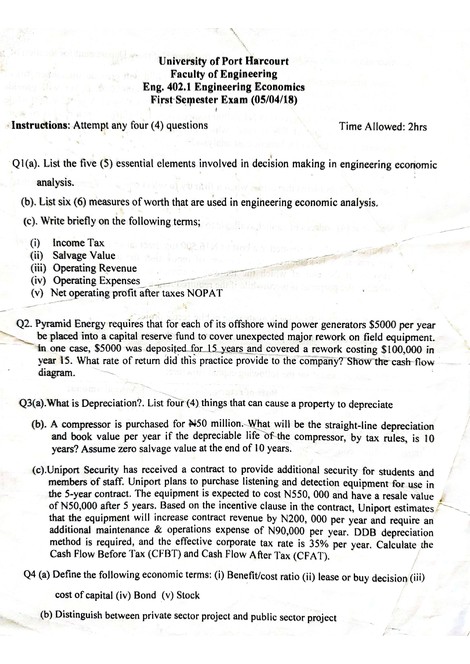 University of Port Harcourt
Faculty of Engineering
Eng. 402.1 Engineering Economics
First Semester Exam (05/04/18)
Instructions: Attempt any four (4) questions Time Allowed: 2hrs
Q1(a). List the five (5) essential elements involved in decision making in engineering economic
analysis.
(b). List six (6) measures of worth that are used in engineering economic analysis.
(c). Write briefly on the following terms;
(i) Income Tax
(ii) Salvage Value
(iii) Operating Revenue
(iv) Operating Expenses
(v) Net operating profit after taxes NOPAT
Q2. Pyramid Energy requires that for each of its offshore wind power generators $5000 per year
be placed into a capital reserve fund to cover unexpected major rework on field equipment.
In one case, $5000 was deposited for 15 years and covered a rework costing $100,000 in
year 15. What rate of return did this practice provide to the company? Show the cash flow
diagram.
Q3(a).What is Depreciation?. List four (4) things that can cause a property to depreciate
(b). A compressor is purchased for ₦50 million. What will be the straight-line depreciation
and book value per year if the depreciable life of the compressor, by tax rules, is 10
years? Assume zero salvage value at the end of 10 years.
(c).Uniport Security has received a contract to provide additional security for students and
members of staff. Uniport plans to purchase listening and detection equipment for use in
the 5-year contract. The equipment is expected to cost N550, 000 and have a resale value
of N50,000 after 5 years. Based on the incentive clause in the contract, Uniport estimates
that the equipment will increase contract revenue by N200, 000 per year and require an
additional maintenance & operations expense of N90,000 per year. DDB depreciation
method is required, and the effective corporate tax rate is 35% per year. Calculate the
Cash Flow Before Tax (CFBT) and Cash Flow After Tax (CFAT).
Q4 (a) Define the following economic terms: (i) Benefit/cost ratio (ii) lease or buy decision (iii)
cost of capital (iv) Bond (v) Stock
(b) Distinguish between private sector project and public sector project